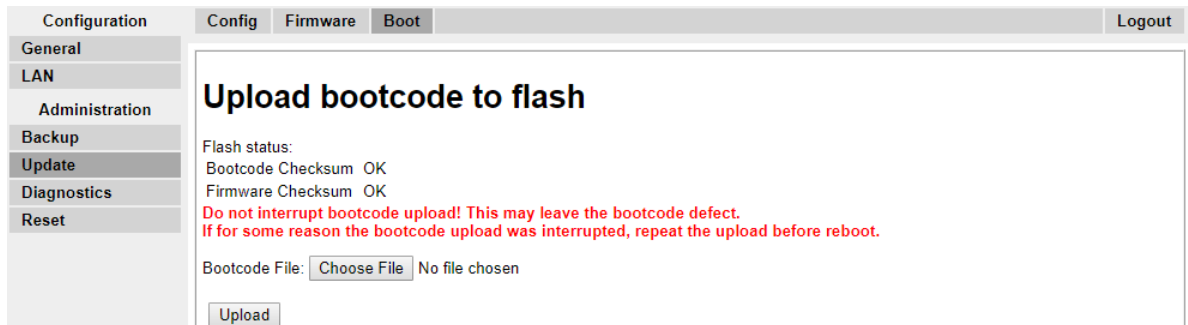 Configuration
Config Firmware Boot Logout
General
LAN
Administration
Backup
Update
Diagnostics
Reset
Upload bootcode to flash
Flash status:
Bootcode Checksum OK
Firmware Checksum OK
Do not interrupt bootcode upload! This may leave the bootcode defect.
If for some reason the bootcode upload was interrupted, repeat the upload before reboot.
Bootcode File: Choose File No file chosen
Upload